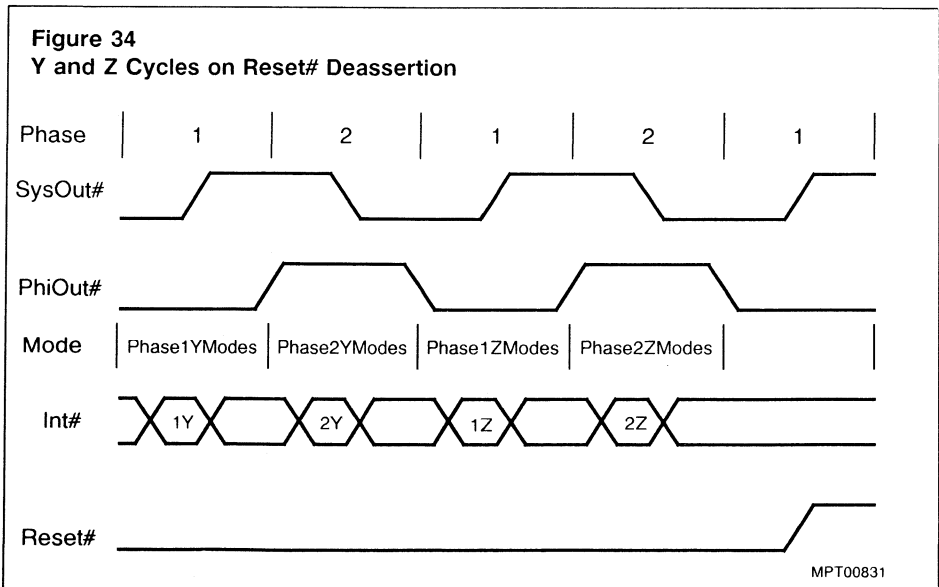 Figure 34
Y and Z Cycles on Reset# Deassertion
Phase 1 2 1 2 1
SysOut#
PhiOut#
Mode Phase1YModes Phase2YModes Phase1ZModes Phase2ZModes
Int# 1Y 2Y 1Z 2Z
Reset#
MPT00831